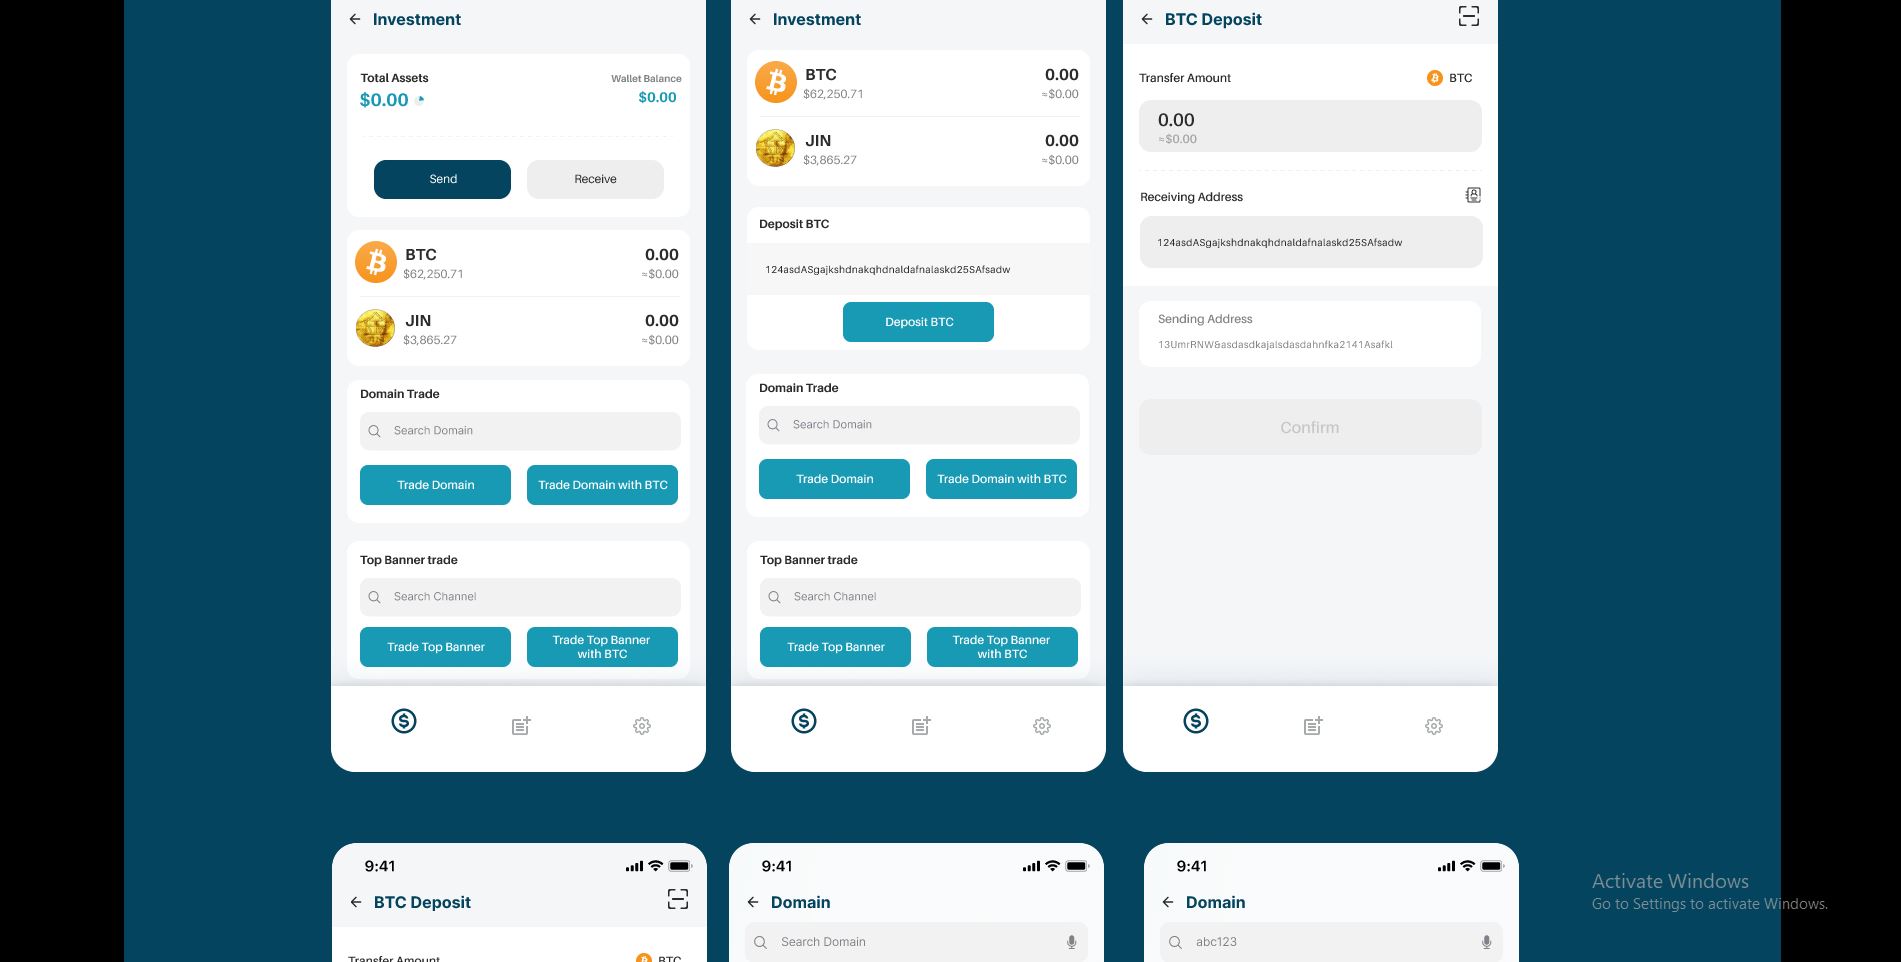 Investment
Total Assets
Wallet Balance
$0.00
$0.00
Send
Receive
BTC
0.00
$62,250.71
≈$0.00
JIN
0.00
$3,865.27
≈$0.00
Domain Trade
Search Domain
Trade Domain
Trade Domain with BTC
Top Banner trade
Search Channel
Trade Top Banner
Trade Top Banner
with BTC
Investment
BTC
0.00
$62,250.71
≈$0.00
JIN
0.00
$3,865.27
≈$0.00
Deposit BTC
124asdASgajkshdnakqhdnaldafnalaskd25SAfsadw
Deposit BTC
Domain Trade
Search Domain
Trade Domain
Trade Domain with BTC
Top Banner trade
Search Channel
Trade Top Banner
Trade Top Banner
with BTC
BTC Deposit
Transfer Amount
BTC
0.00
≈$0.00
Receiving Address
124asdASgajkshdnakqhdnaldafnalaskd25SAfsadw
Sending Address
13UmrRNW&asdasdkajalsdasdahnfka2141Asafkl
Confirm
9:41
BTC Deposit
Transfer Amount
BTC
9:41
Domain
Search Domain
9:41
Domain
abc123
Activate Windows
Go to Settings to activate Windows.